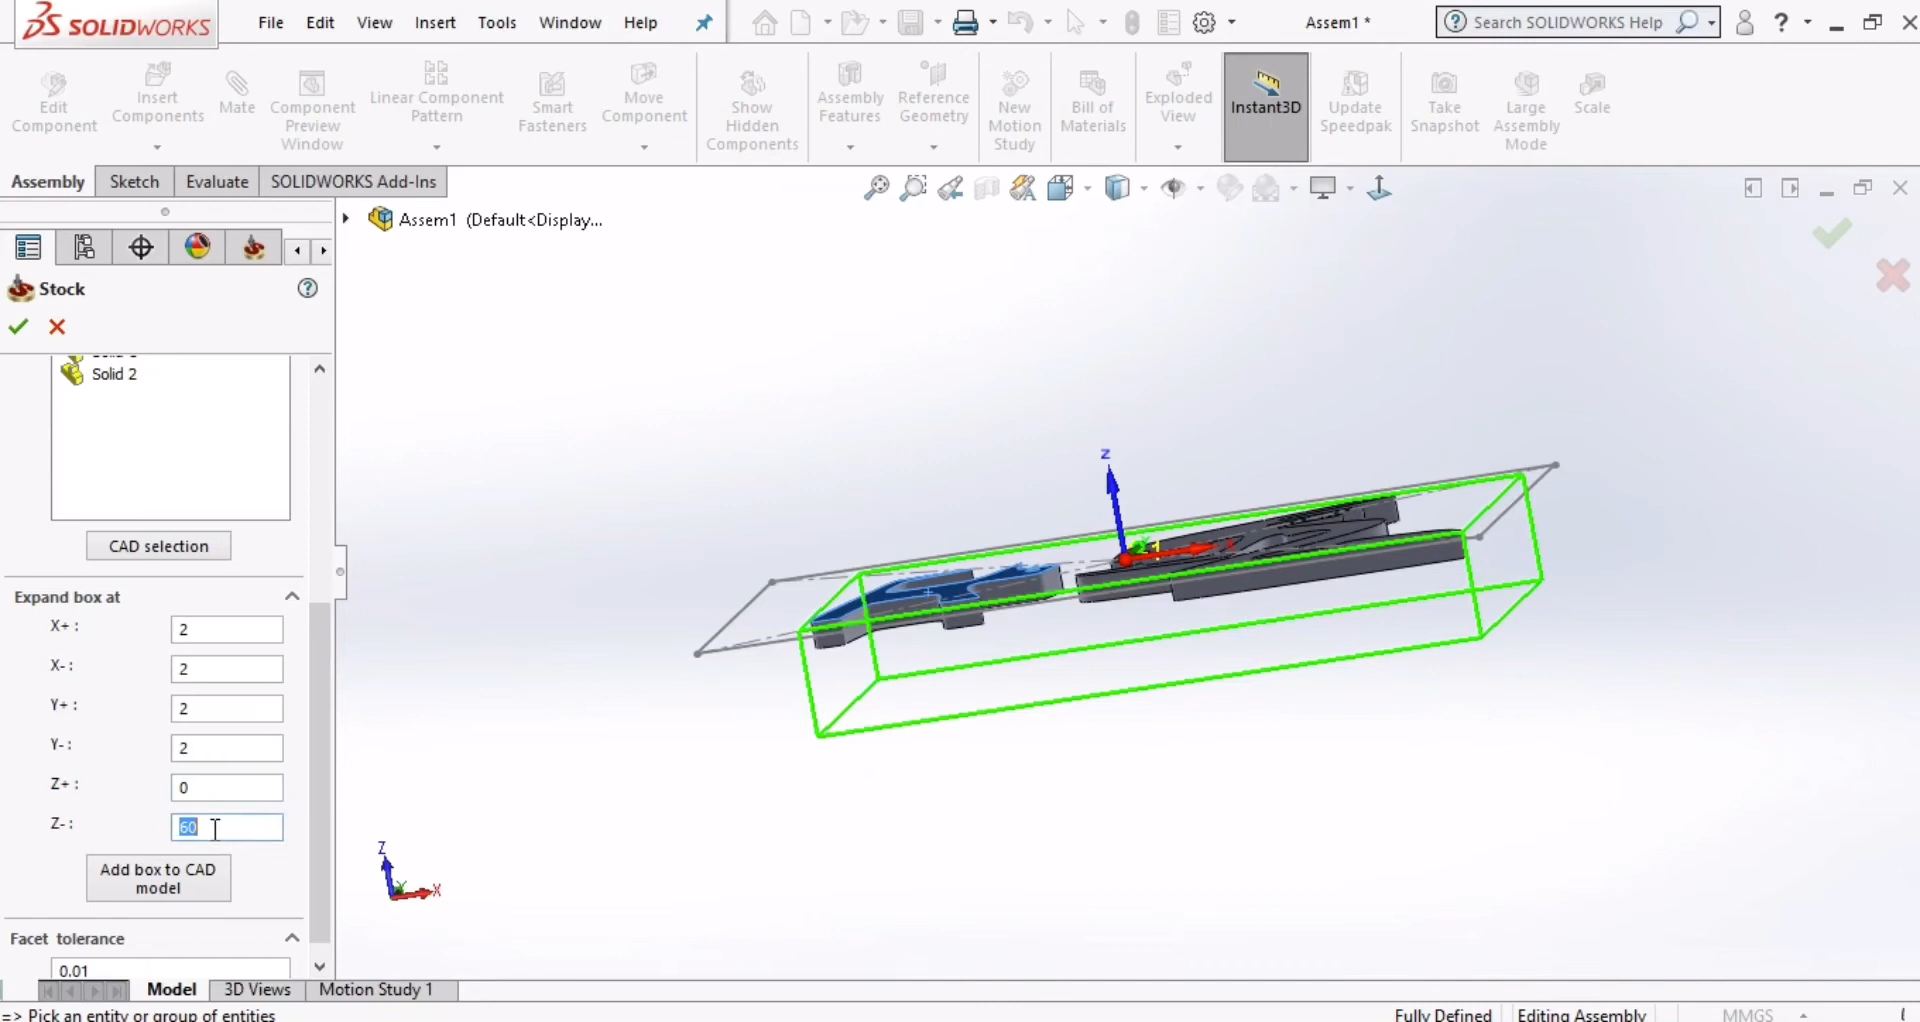 SOLIDWORKS File Edit View Insert Tools Window Help Assem1 * Search SOLIDWORKS Help ?
Edit Component
Insert Components
Mate
Component Preview Window
Linear Component Pattern
Smart Fasteners
Move Component
Show Hidden Components
Assembly Features
Reference Geometry
New Motion Study
Bill of Materials
Exploded View
Instant3D
Update Speedpak
Take Snapshot
Large Assembly Mode
Scale
Assembly Sketch Evaluate SOLIDWORKS Add-Ins
Assem1 (Default<Display...
Stock
Solid 2
CAD selection
Expand box at
X+ : 2
X- : 2
Y+ : 2
Y- : 2
Z+ : 0
Z- : 60
Add box to CAD model
Facet tolerance
0.01
Z
1
X
Z
Y
X
Model 3D Views Motion Study 1
=> Pick an entity or group of entities Fully Defined Editing Assembly MMGS